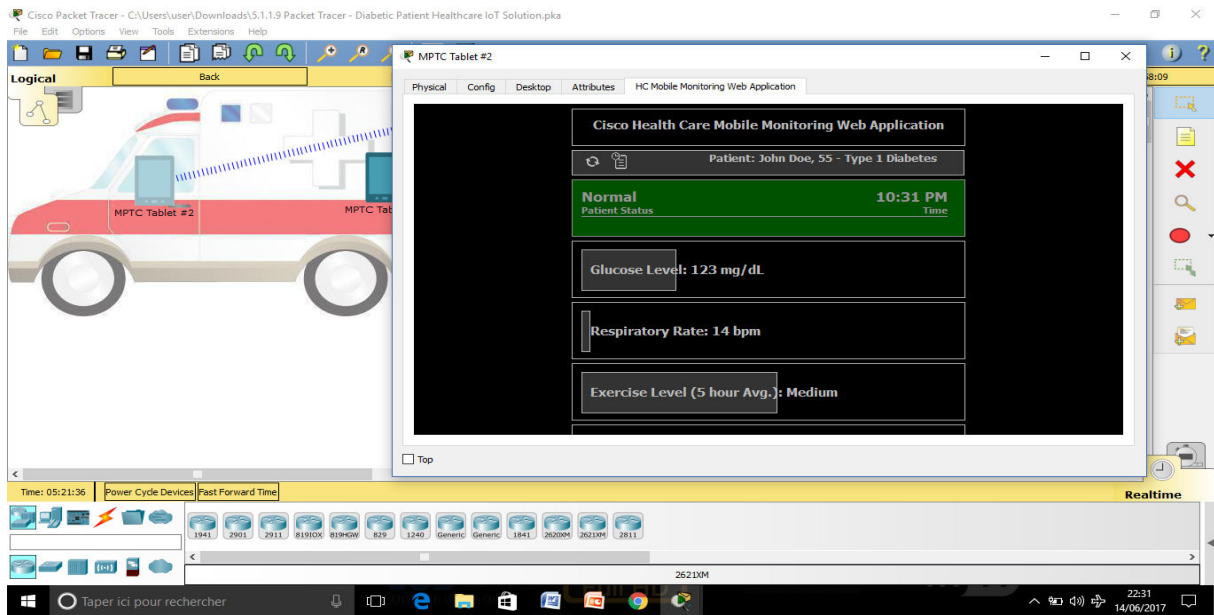 Cisco Packet Tracer - C:\Users\user\Downloads\5.1.1.9 Packet Tracer - Diabetic Patient Healthcare IoT Solution.pka
File Edit Options View Tools Extensions Help
MPTC Tablet #2
Logical
Back
8:09
Physical Config Desktop Attributes HC Mobile Monitoring Web Application
Cisco Health Care Mobile Monitoring Web Application
Patient: John Doe, 55 - Type 1 Diabetes
Normal 10:31 PM
Patient Status Time
MPTC Tablet #2
MPTC Tab
Glucose Level: 123 mg/dL
Respiratory Rate: 14 bpm
Exercise Level (5 hour Avg.): Medium
Top
Time: 05:21:36 Power Cycle Devices Fast Forward Time
Realtime
1941 2901 2911 819IOX 819HGW 829 1240 Generic Generic 1841 2620XM 2621XM 2811
2621XM
Taper ici pour rechercher
22:31
14/06/2017